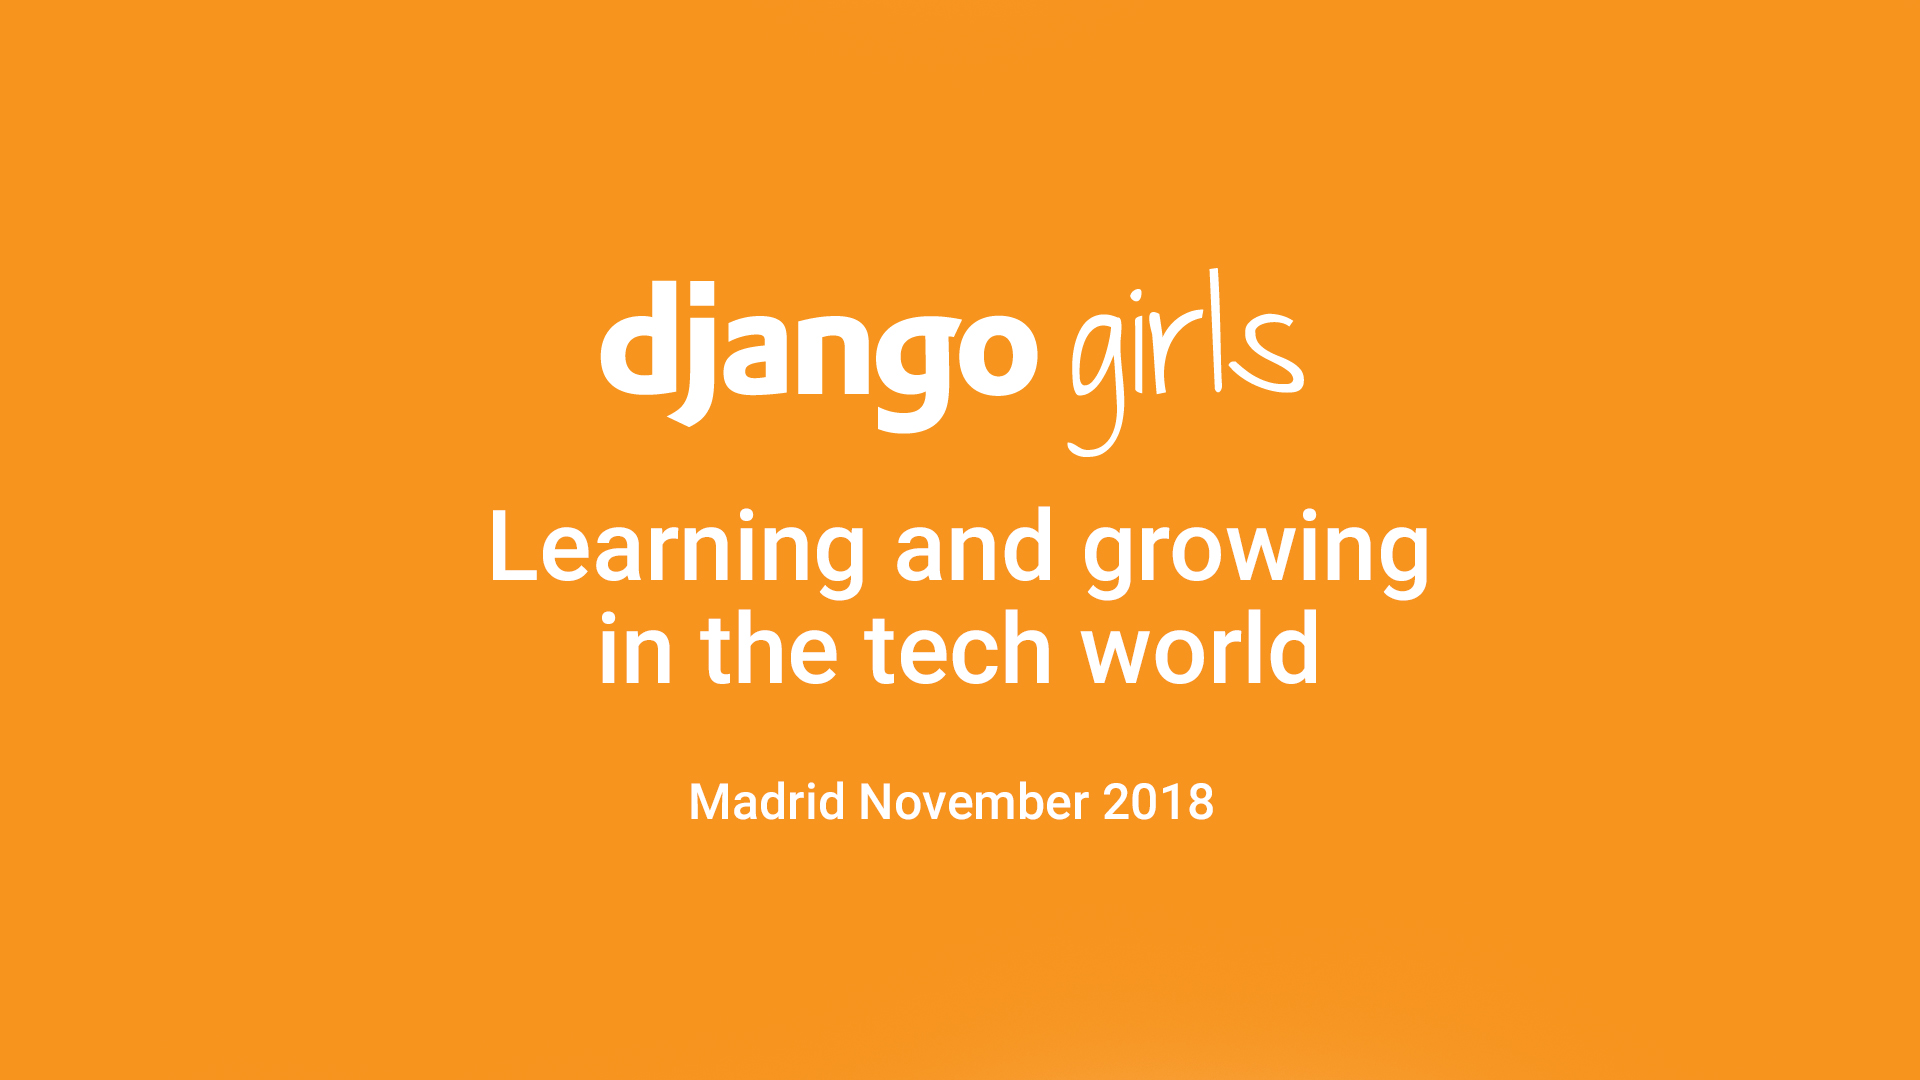 django girls
Learning and growing
in the tech world
Madrid November 2018